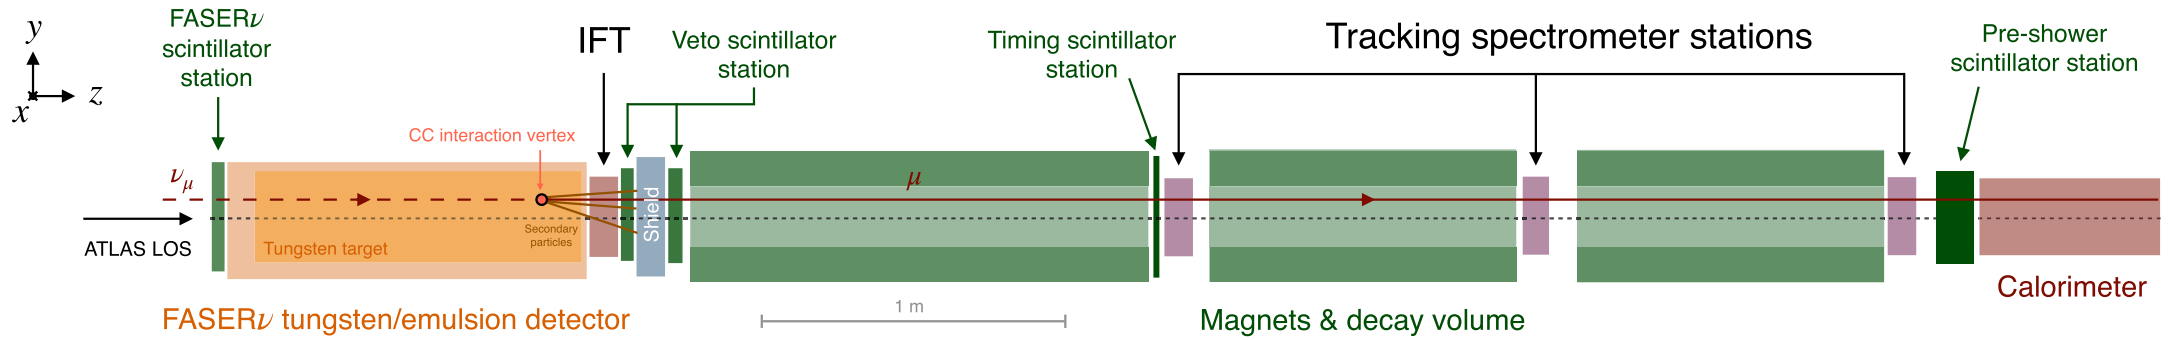 FASERν
scintillator
station
IFT
Veto scintillator
station
Timing scintillator
station
Tracking spectrometer stations
Pre-shower
scintillator station
y
z
x
CC interaction vertex
νμ
μ
Shield
ATLAS LOS
Tungsten target
Secondary
particles
Calorimeter
1 m
FASERν tungsten/emulsion detector
Magnets & decay volume